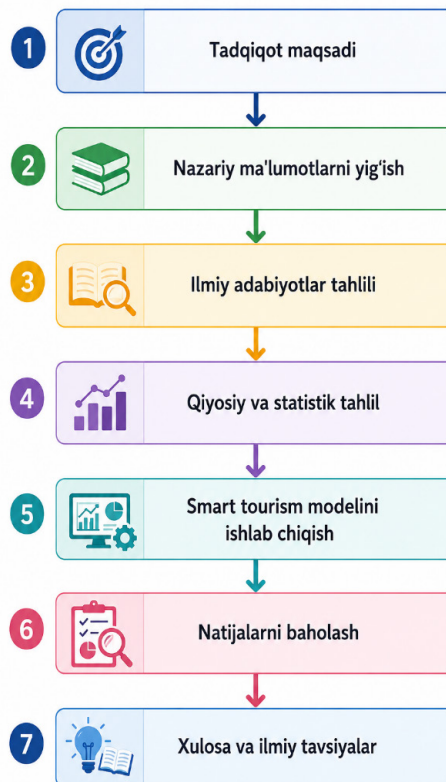 1
Tadqiqot maqsadi
2
Nazariy ma'lumotlarni yig‘ish
3
Ilmiy adabiyotlar tahlili
4
Qiyosiy va statistik tahlil
5
Smart tourism modelini
ishlab chiqish
6
Natijalarni baholash
7
Xulosa va ilmiy tavsiyalar